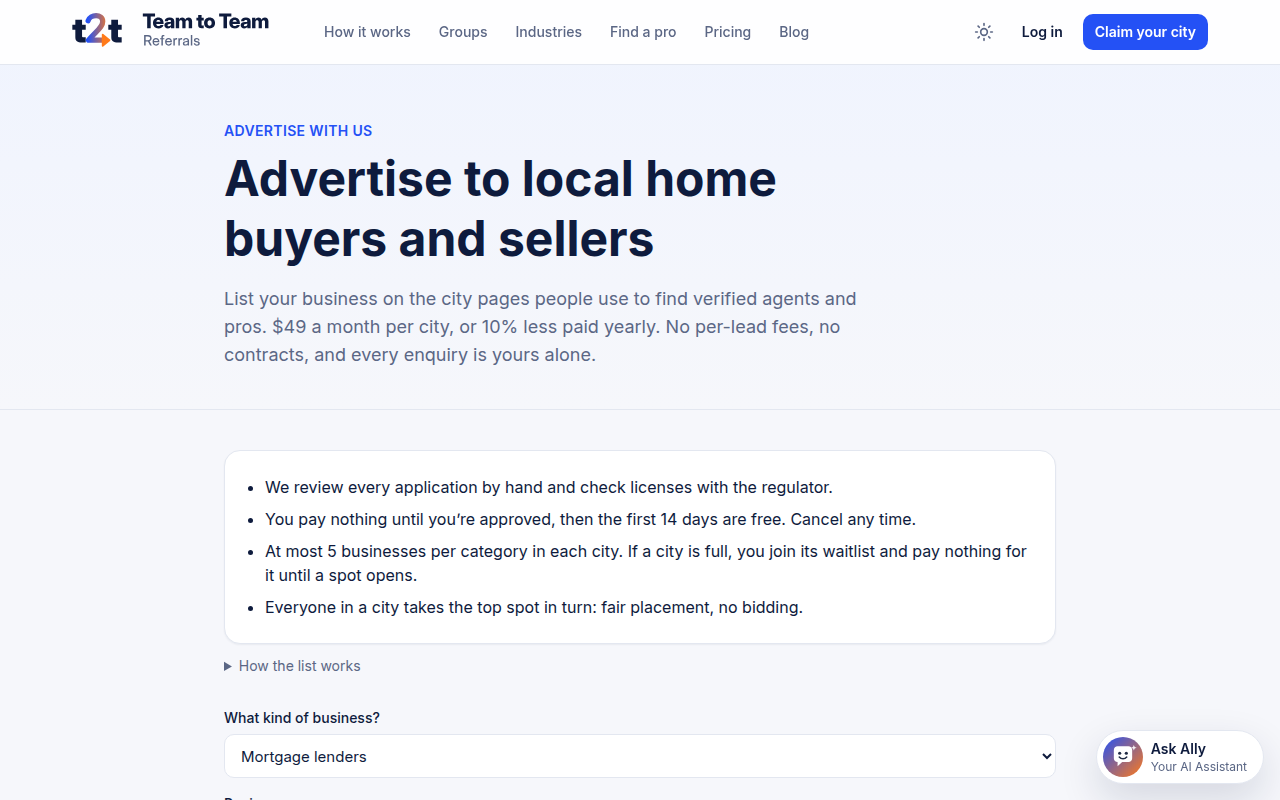 t2t
Team to Team
Referrals
How it works
Groups
Industries
Find a pro
Pricing
Blog
Log in
Claim your city
ADVERTISE WITH US
Advertise to local home
buyers and sellers
List your business on the city pages people use to find verified agents and
pros. $49 a month per city, or 10% less paid yearly. No per-lead fees, no
contracts, and every enquiry is yours alone.
• We review every application by hand and check licenses with the regulator.
• You pay nothing until you’re approved, then the first 14 days are free. Cancel any time.
• At most 5 businesses per category in each city. If a city is full, you join its waitlist and pay nothing for
it until a spot opens.
• Everyone in a city takes the top spot in turn: fair placement, no bidding.
How the list works
What kind of business?
Mortgage lenders
Ask Ally
Your AI Assistant